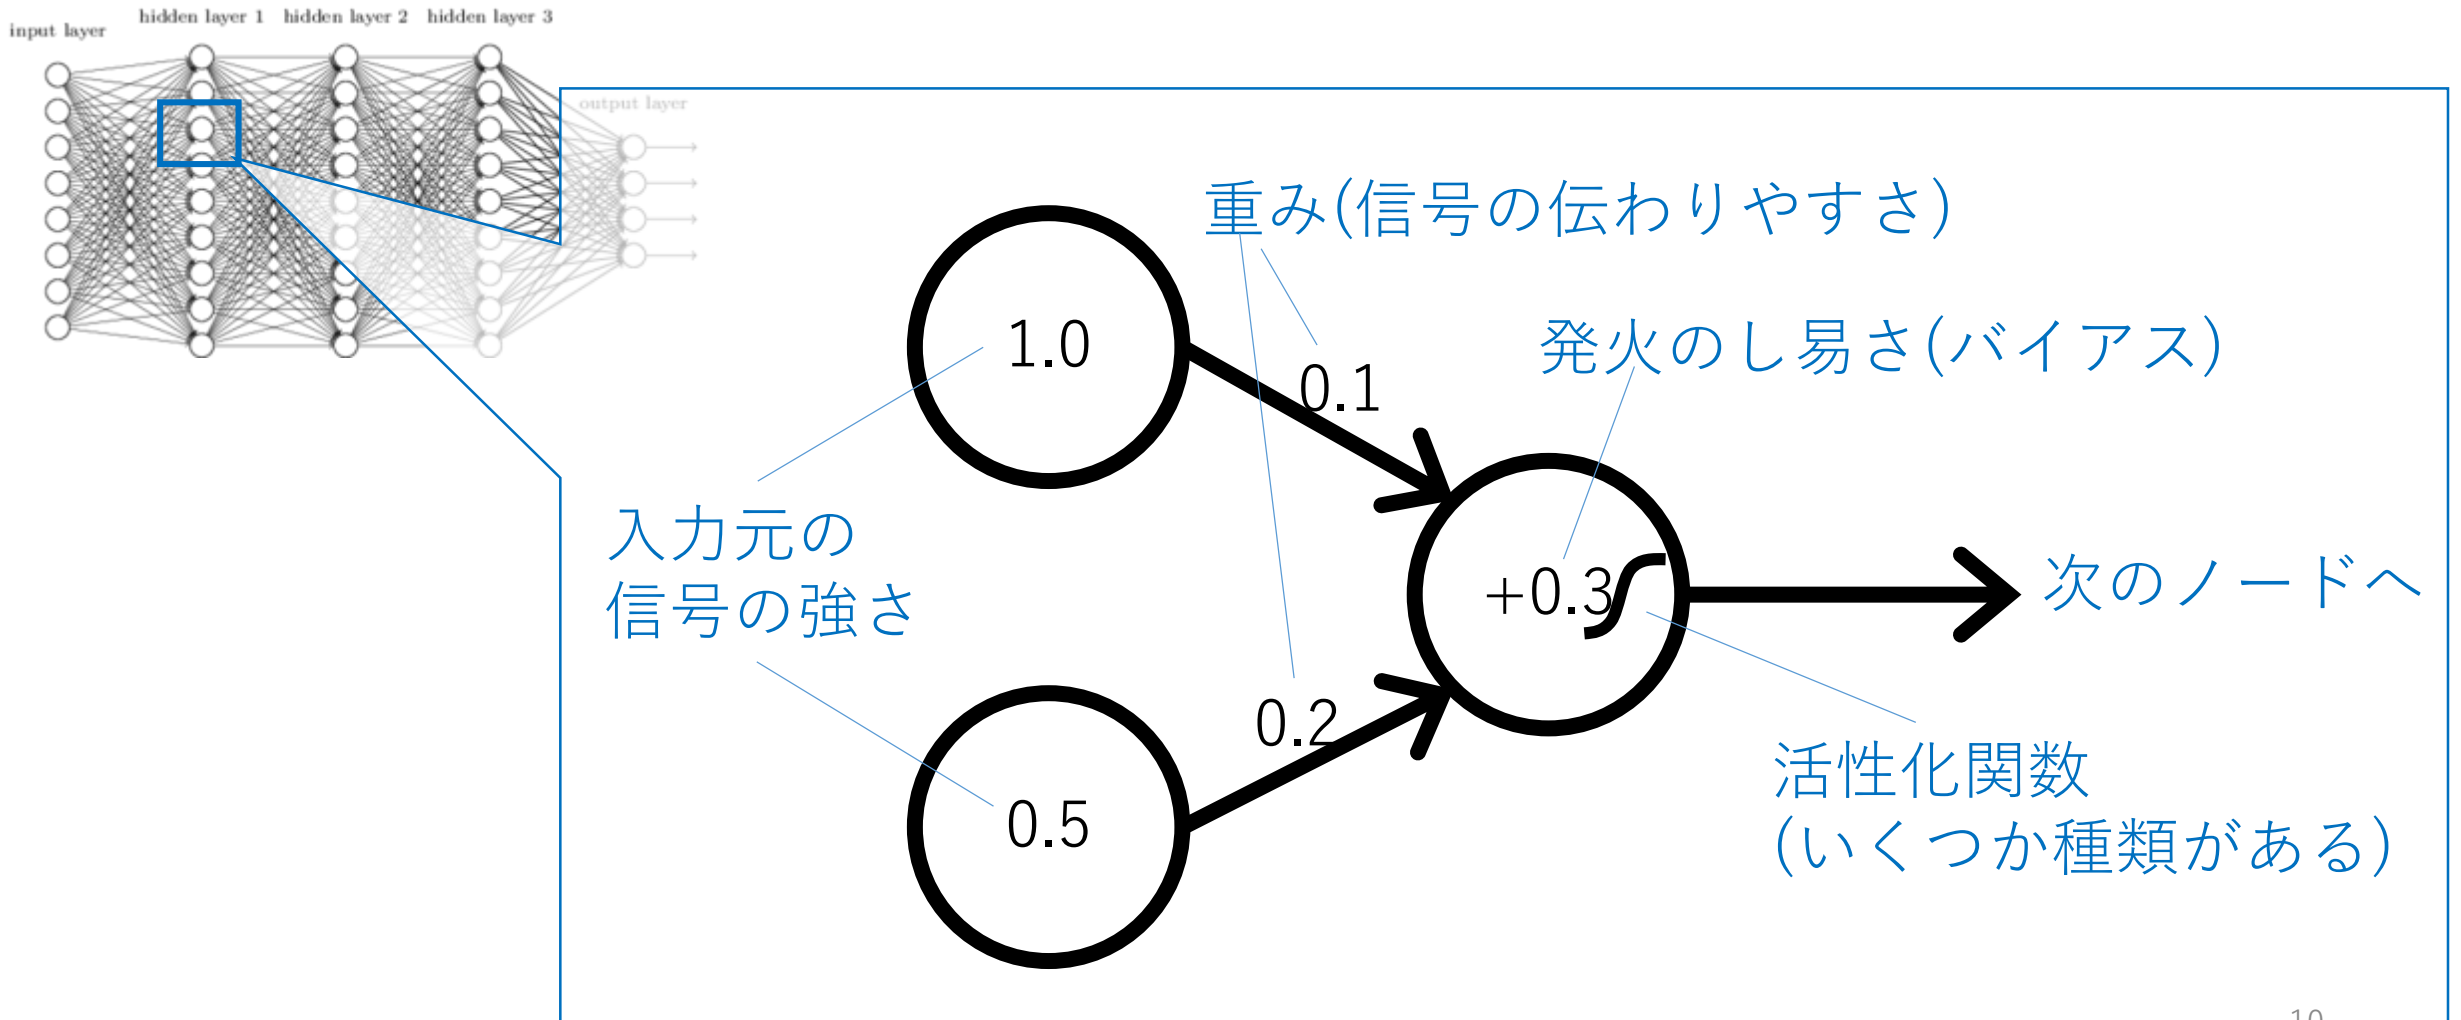 input layer
hidden layer 1
hidden layer 2
hidden layer 3
output layer
重み(信号の伝わりやすさ)
発火のし易さ(バイアス)
1.0
0.1
入力元の
信号の強さ
+0.3
次のノードへ
0.2
0.5
活性化関数
(いくつか種類がある)
10